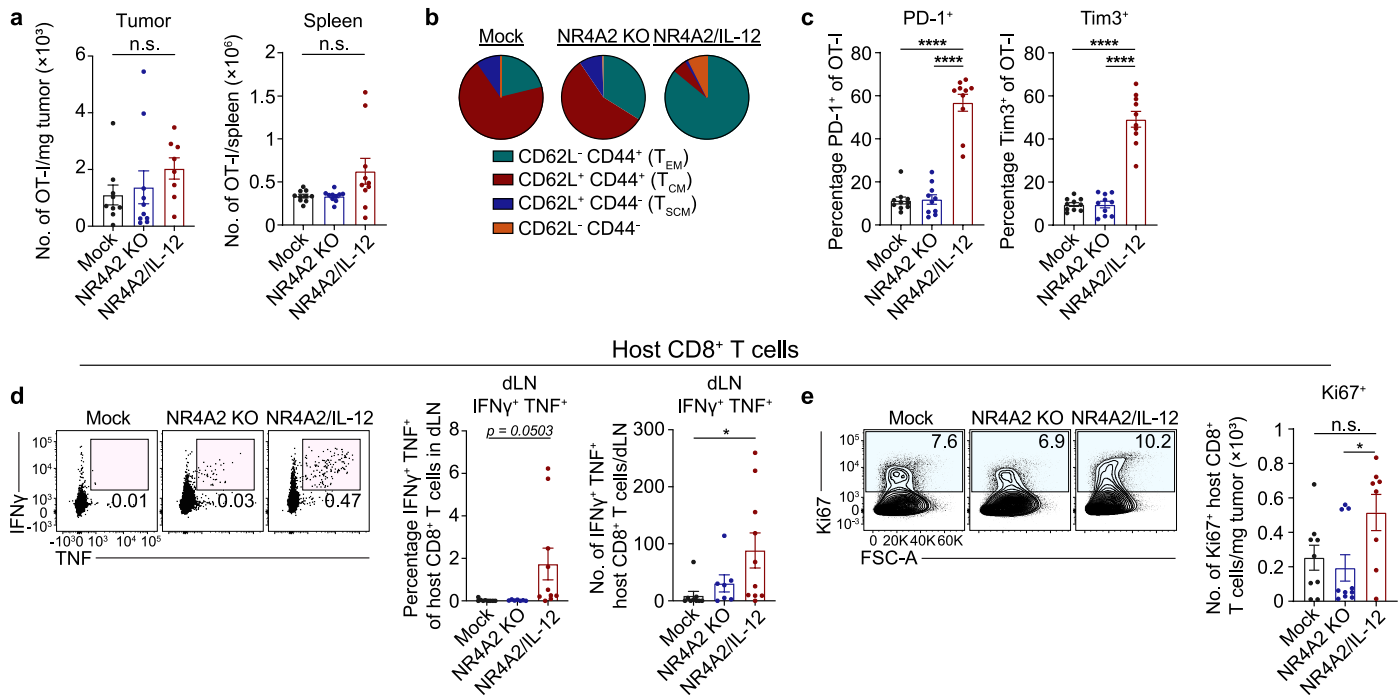 a
Tumor
No. of OT-I/mg tumor (×10³)
6
4
2
0
n.s.
Mock
NR4A2 KO
NR4A2/IL-12
Spleen
No. of OT-I/spleen (×10⁶)
2
1.5
1
0.5
0
n.s.
Mock
NR4A2 KO
NR4A2/IL-12
b
Mock
NR4A2 KO
NR4A2/IL-12
CD62L⁻ CD44⁺ (T_EM)
CD62L⁺ CD44⁺ (T_CM)
CD62L⁺ CD44⁻ (T_SCM)
CD62L⁻ CD44⁻
c
PD-1⁺
Percentage PD-1⁺ of OT-I
80
60
40
20
0
****
****
Mock
NR4A2 KO
NR4A2/IL-12
Tim3⁺
Percentage Tim3⁺ of OT-I
80
60
40
20
0
****
****
Mock
NR4A2 KO
NR4A2/IL-12
Host CD8⁺ T cells
d
Mock
NR4A2 KO
NR4A2/IL-12
IFNγ
10⁵
10⁴
10³
0
-10³
0.01
0.03
0.47
-10³0 10³ 10⁴ 10⁵
TNF
dLN
IFNγ⁺ TNF⁺
Percentage IFNγ⁺ TNF⁺
of host CD8⁺ T cells in dLN
8
6
4
2
0
p = 0.0503
Mock
NR4A2 KO
NR4A2/IL-12
dLN
IFNγ⁺ TNF⁺
No. of IFNγ⁺ TNF⁺
host CD8⁺ T cells/dLN
300
200
100
0
*
Mock
NR4A2 KO
NR4A2/IL-12
e
Mock
NR4A2 KO
NR4A2/IL-12
Ki67
10⁵
10⁴
10³
0
-10³
7.6
6.9
10.2
0 20K 40K 60K
FSC-A
Ki67⁺
No. of Ki67⁺ host CD8⁺
T cells/mg tumor (×10³)
1
0.8
0.6
0.4
0.2
0
n.s.
*
Mock
NR4A2 KO
NR4A2/IL-12